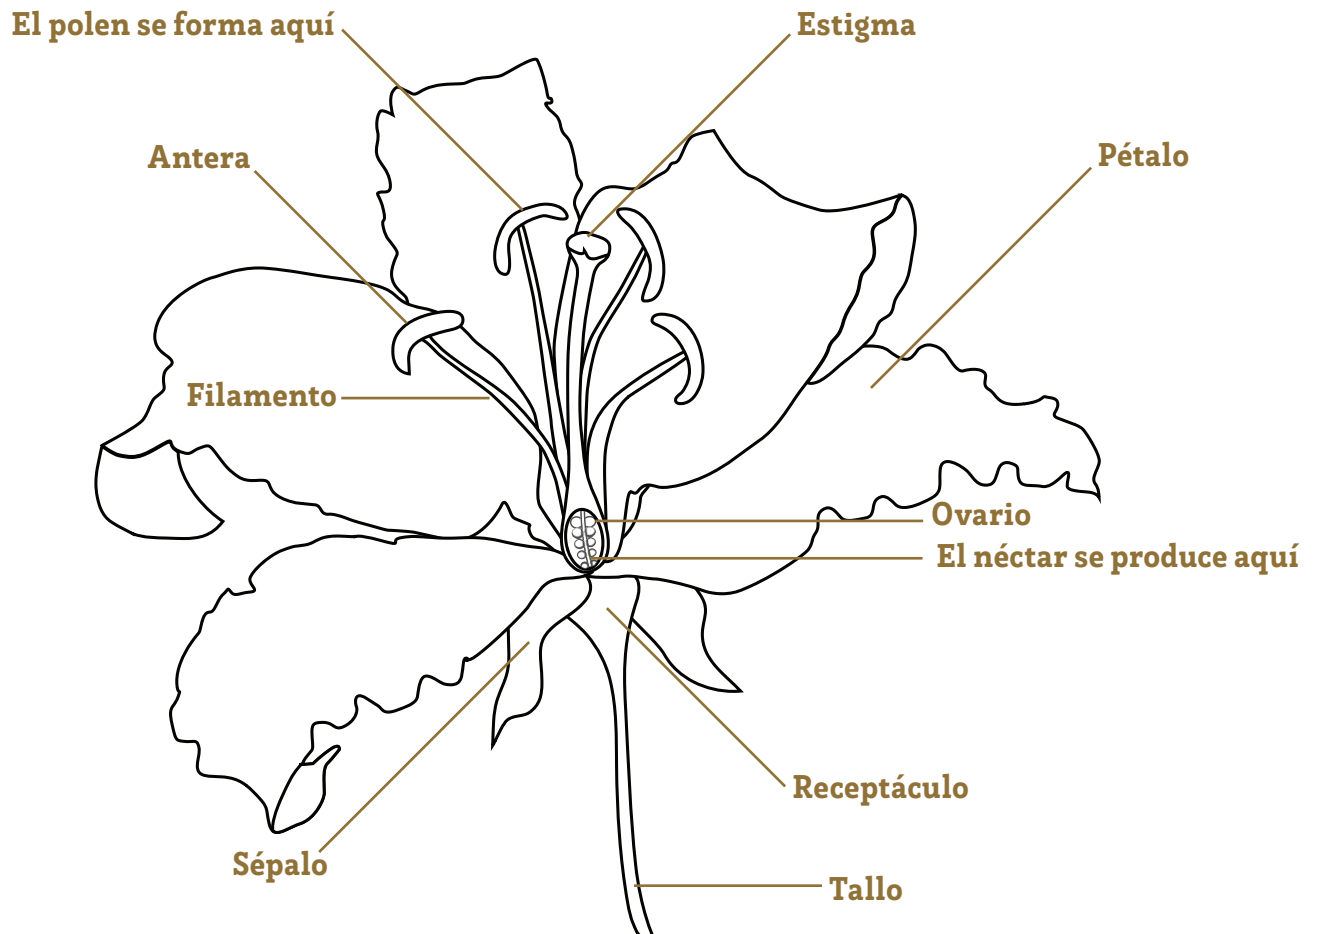 El polen se forma aquí
Estigma
Antera
Pétalo
Filamento
Ovario
El néctar se produce aquí
Receptáculo
Sépalo
Tallo